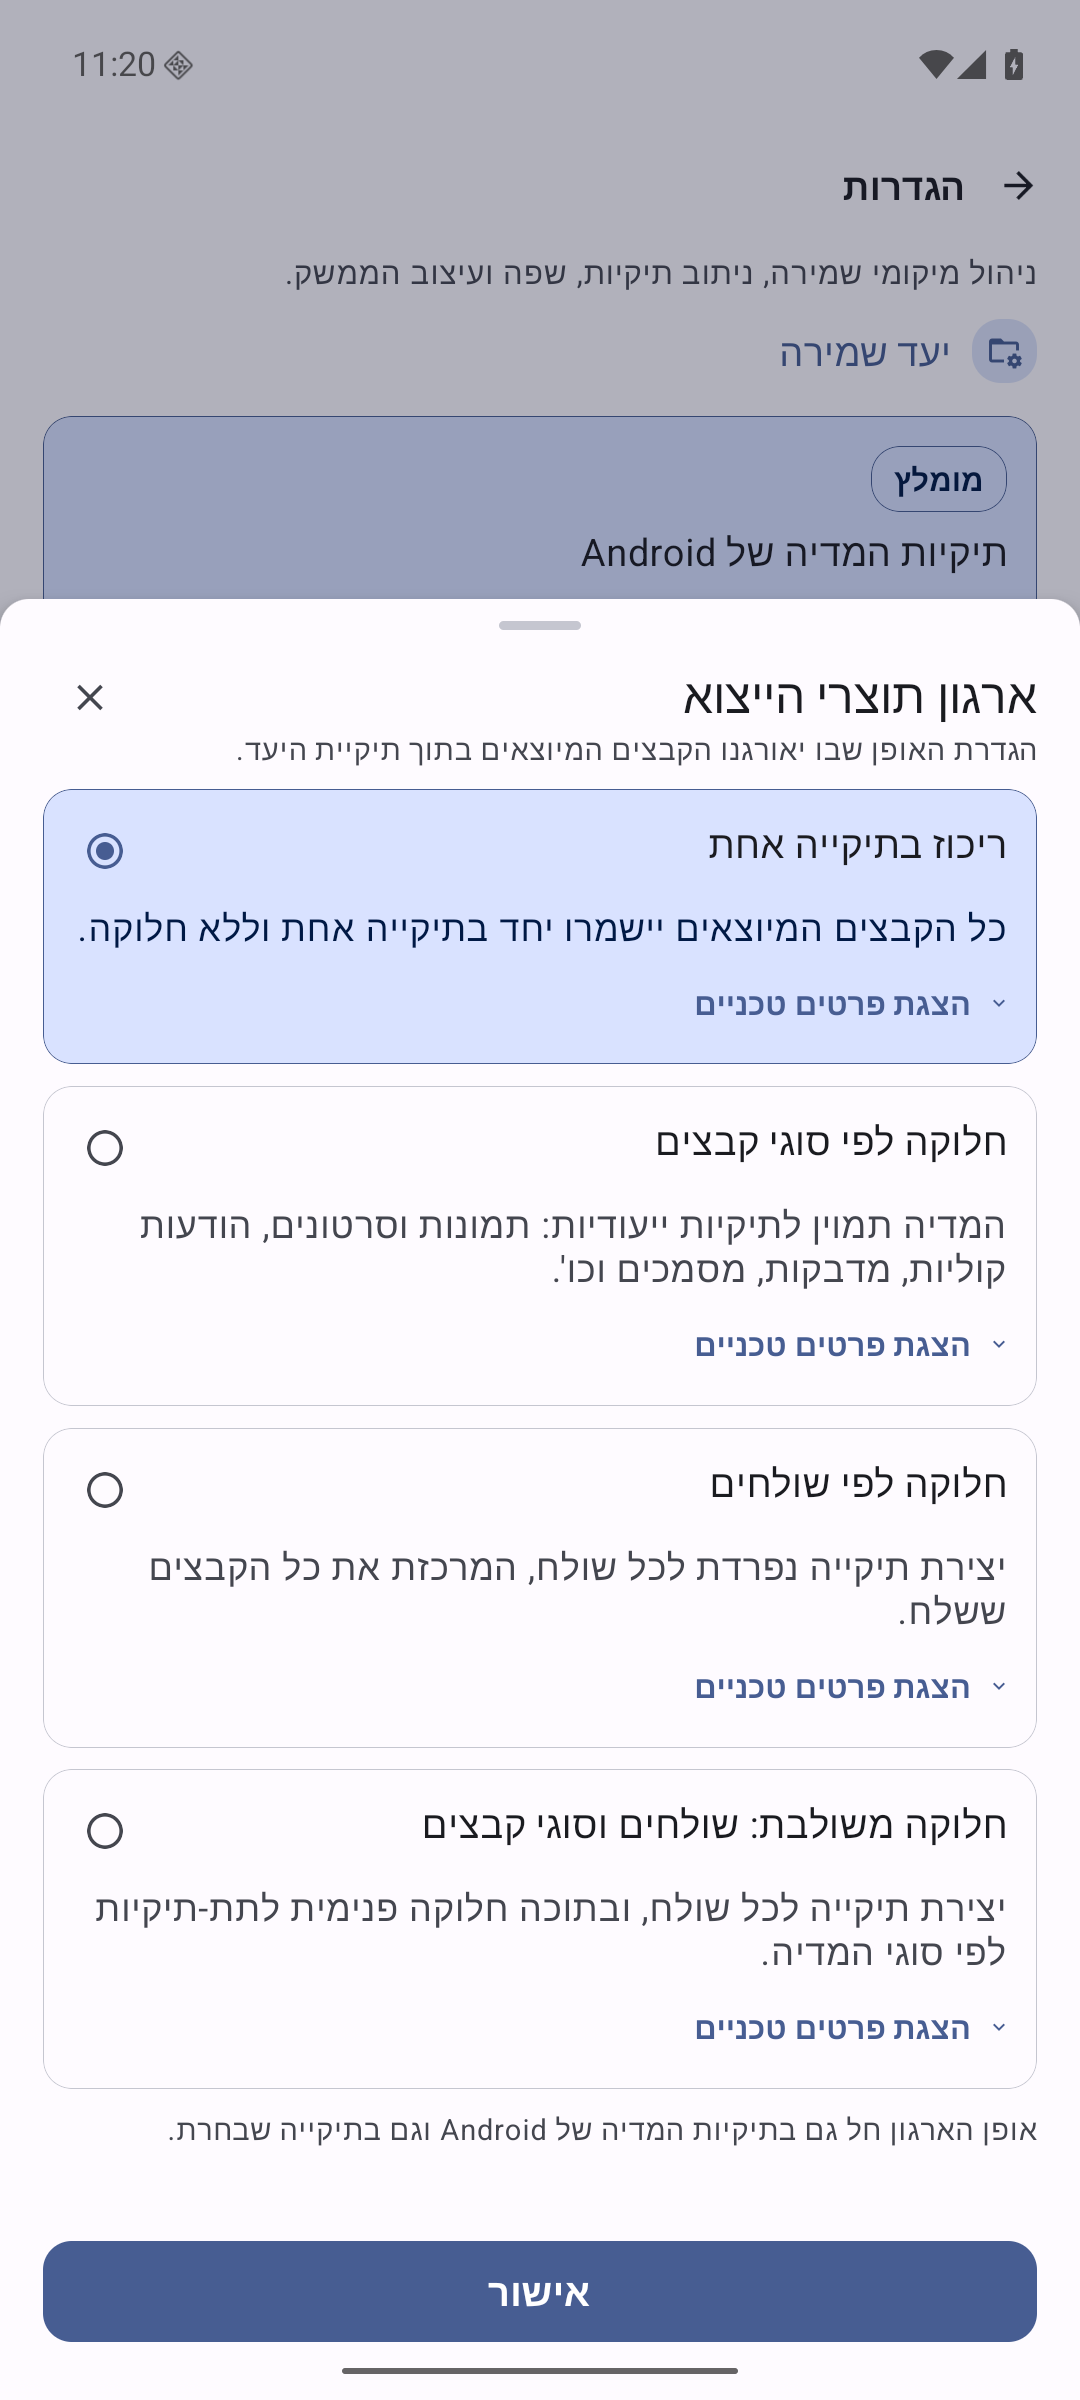 11:20
הגדרות
ניהול מיקומי שמירה, ניתוב תיקיות, שפה ועיצוב הממשק.
יעד שמירה
מומלץ
תיקיות המדיה של Android
ארגון תוצרי הייצוא
הגדרת האופן שבו יאורגנו הקבצים המיוצאים בתוך תיקיית היעד.
ריכוז בתיקייה אחת
כל הקבצים המיוצאים יישמרו יחד בתיקייה אחת וללא חלוקה.
הצגת פרטים טכניים
חלוקה לפי סוגי קבצים
המדיה תמוין לתיקיות ייעודיות: תמונות וסרטונים, הודעות
קוליות, מדבקות, מסמכים וכו'.
הצגת פרטים טכניים
חלוקה לפי שולחים
יצירת תיקייה נפרדת לכל שולח, המרכזת את כל הקבצים
ששלח.
הצגת פרטים טכניים
חלוקה משולבת: שולחים וסוגי קבצים
יצירת תיקייה לכל שולח, ובתוכה חלוקה פנימית לתת-תיקיות
לפי סוגי המדיה.
הצגת פרטים טכניים
אופן הארגון חל גם בתיקיות המדיה של Android וגם בתיקייה שבחרת.
אישור